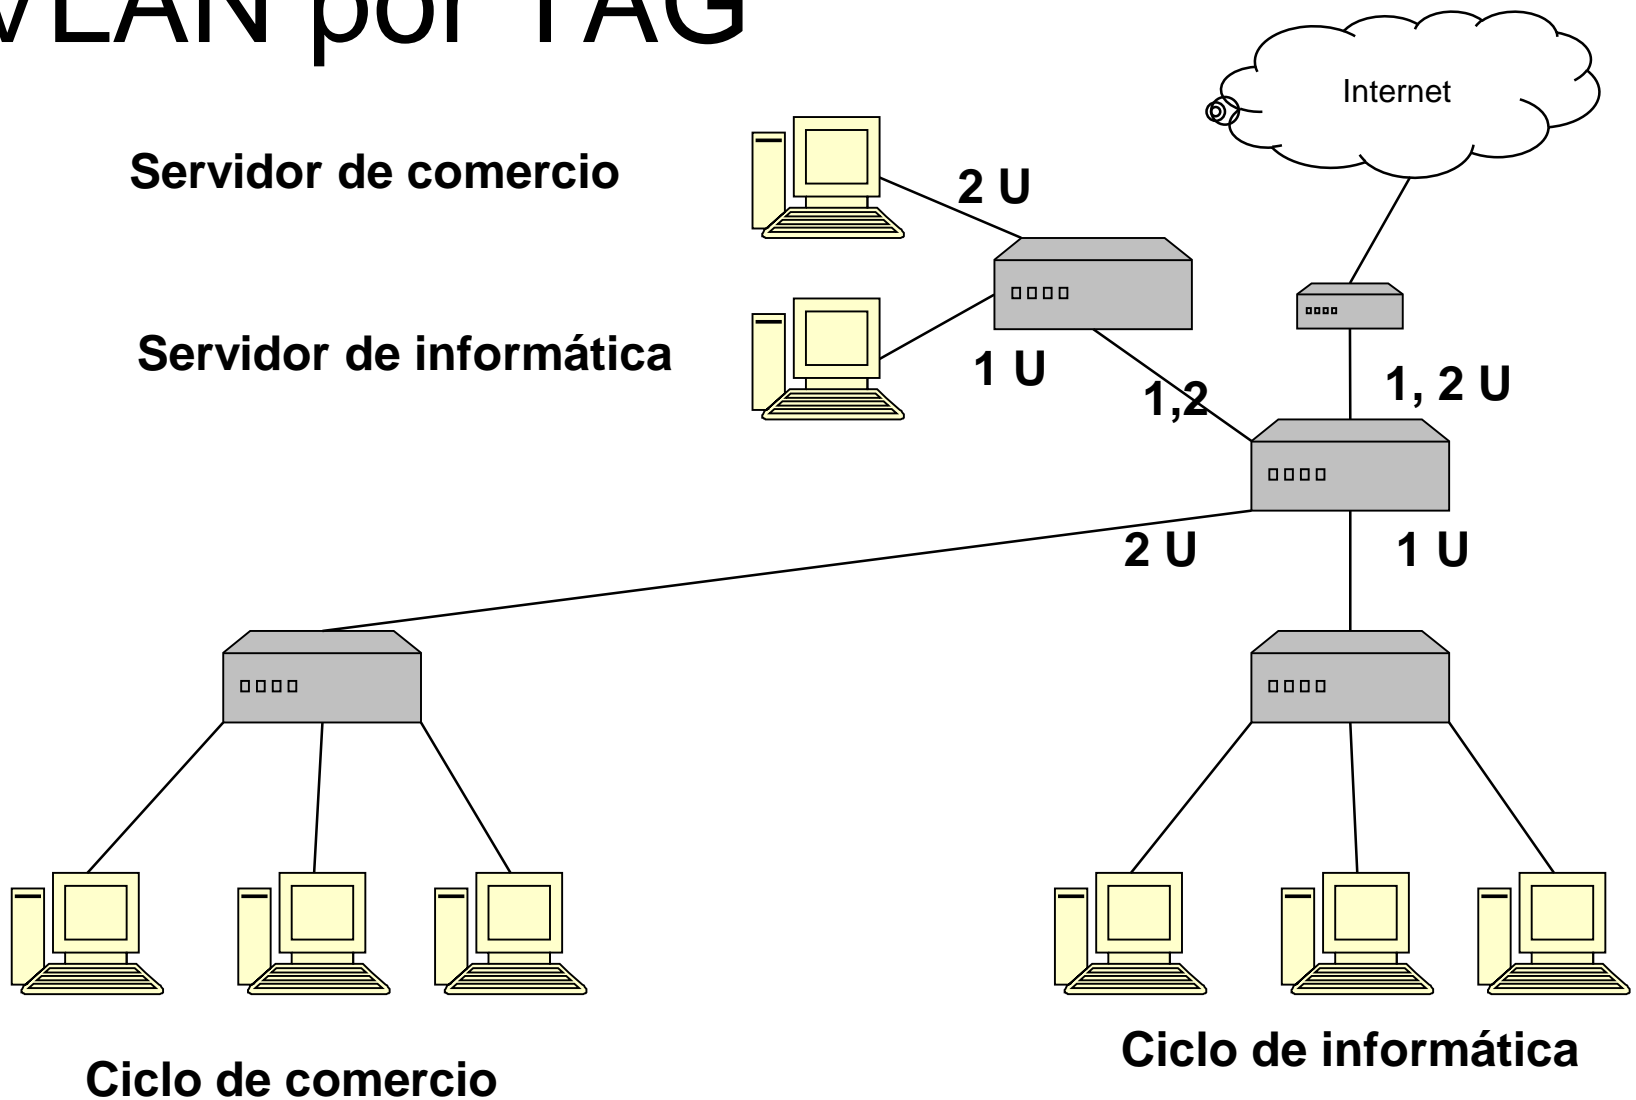 VLAN por TAG
Internet
Servidor de comercio
2 U
Servidor de informática
1 U
1,2
1, 2 U
2 U
1 U
Ciclo de informática
Ciclo de comercio